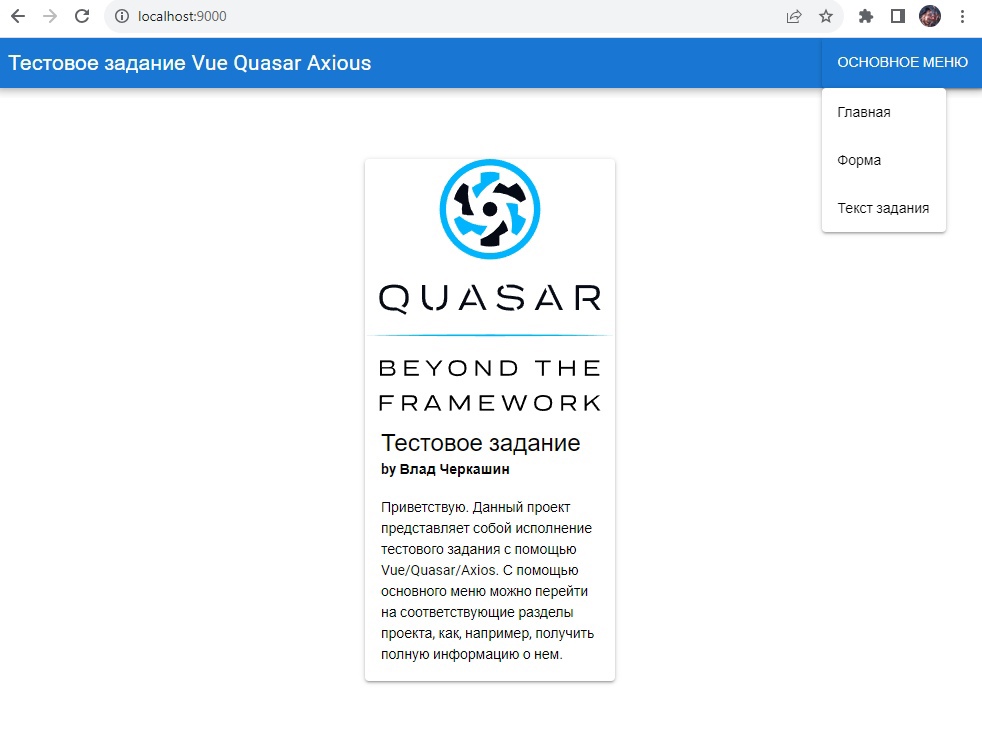 localhost:9000
Тестовое задание Vue Quasar Axious
ОСНОВНОЕ МЕНЮ
Главная
Форма
Текст задания
QUASAR
BEYOND THE
FRAMEWORK
Тестовое задание
by Влад Черкашин
Приветствую. Данный проект
представляет собой исполнение
тестового задания с помощью
Vue/Quasar/Axios. С помощью
основного меню можно перейти
на соответствующие разделы
проекта, как, например, получить
полную информацию о нем.